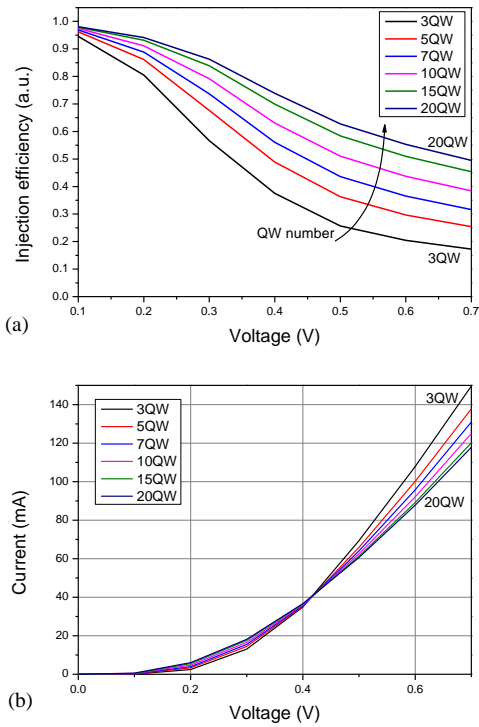 1.0
0.9
0.8
0.7
0.6
0.5
0.4
0.3
0.2
0.1
0.0
Injection efficiency (a.u.)
3QW
5QW
7QW
10QW
15QW
20QW
20QW
QW number
3QW
0.1 0.2 0.3 0.4 0.5 0.6 0.7
Voltage (V)
(a)
140
120
100
80
60
40
20
0
Current (mA)
3QW
5QW
7QW
10QW
15QW
20QW
3QW
20QW
0.0 0.2 0.4 0.6
Voltage (V)
(b)